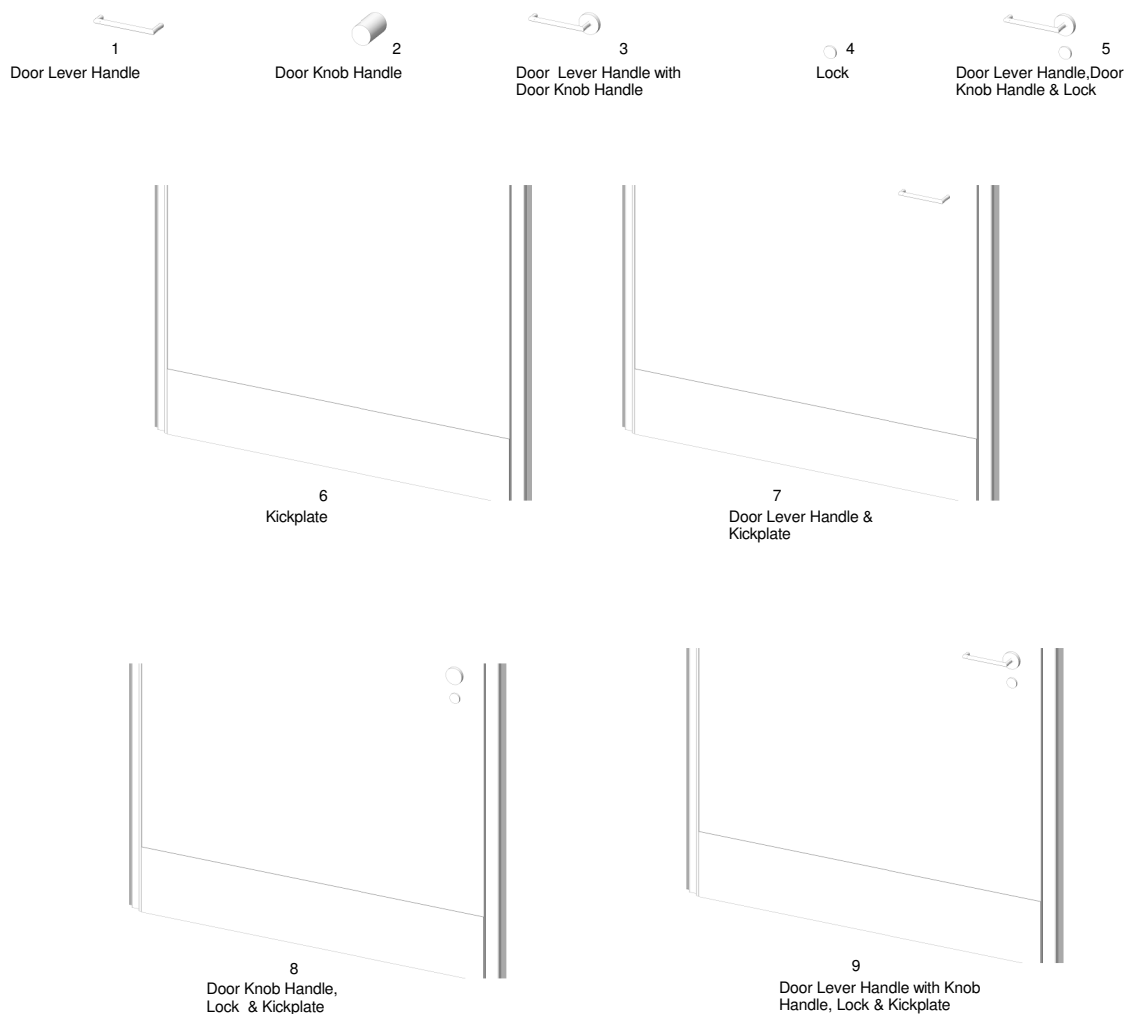 1
Door Lever Handle
2
Door Knob Handle
3
Door Lever Handle with
Door Knob Handle
4
Lock
5
Door Lever Handle,Door
Knob Handle & Lock
6
Kickplate
7
Door Lever Handle &
Kickplate
8
Door Knob Handle,
Lock & Kickplate
9
Door Lever Handle with Knob
Handle, Lock & Kickplate